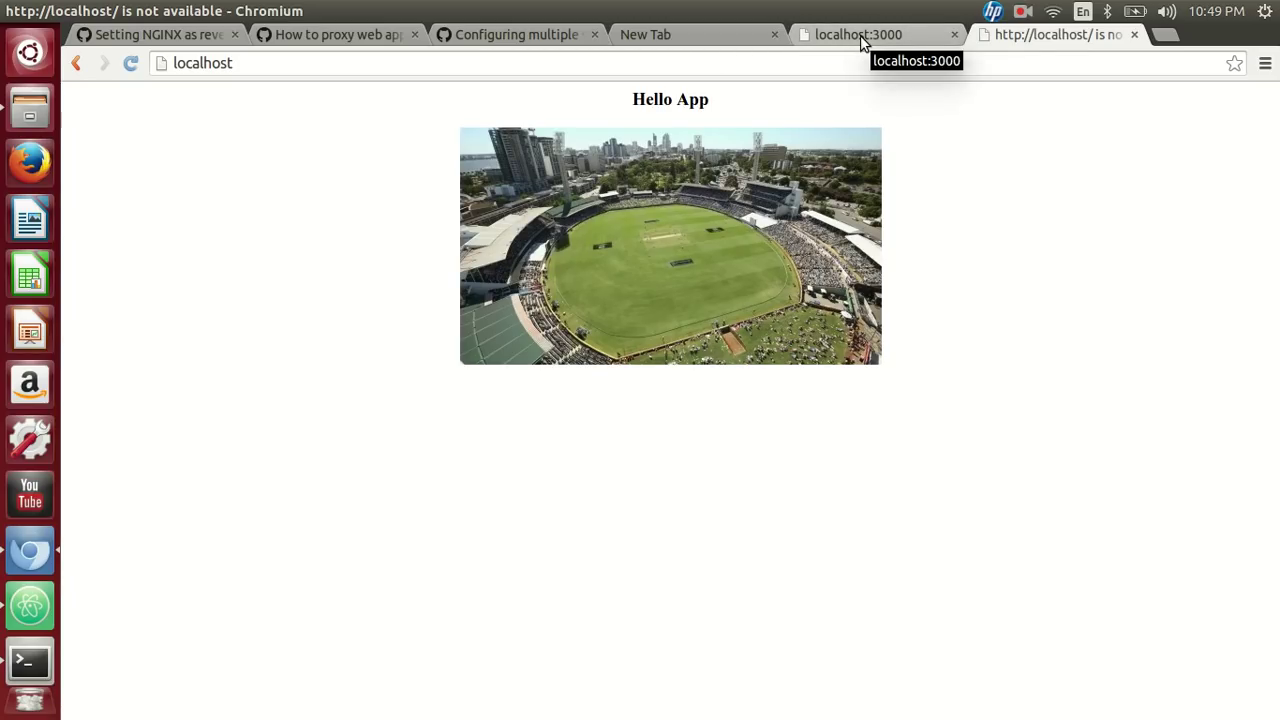 http://localhost/ is not available - Chromium
En
10:49 PM
Setting NGINX as reve
How to proxy web app
Configuring multiple
New Tab
localhost:3000
http://localhost/ is no
localhost
localhost:3000
Hello App
You
Tube